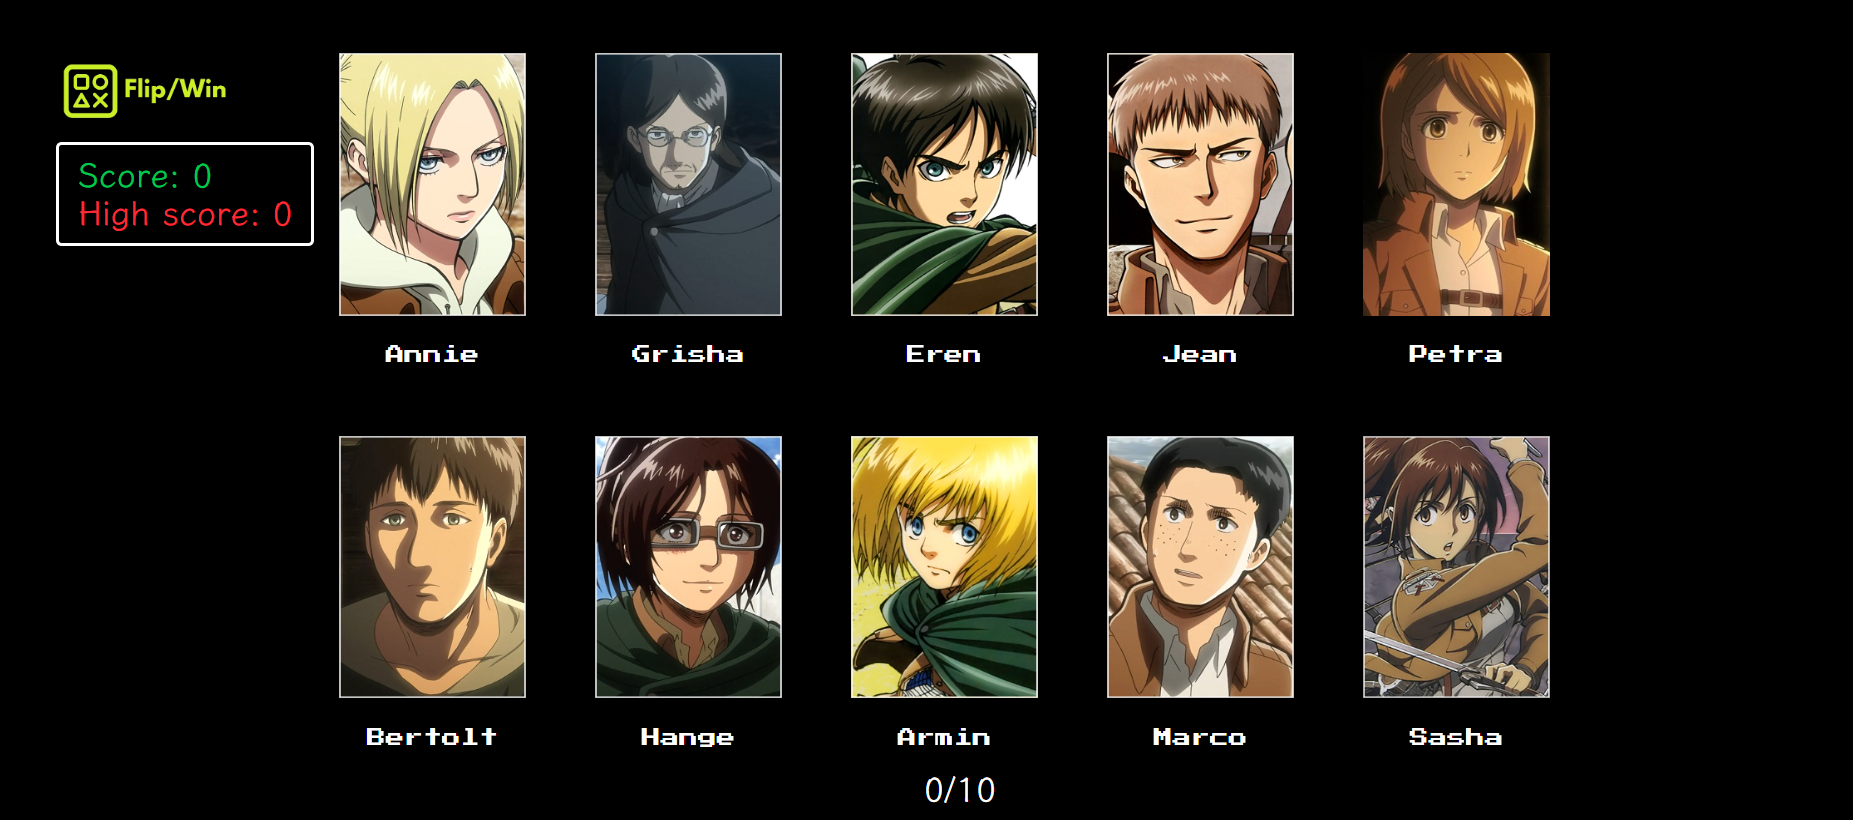 Flip/Win
Score: 0
High score: 0
Annie
Grisha
Eren
Jean
Petra
Bertolt
Hange
Armin
Marco
Sasha
0/10